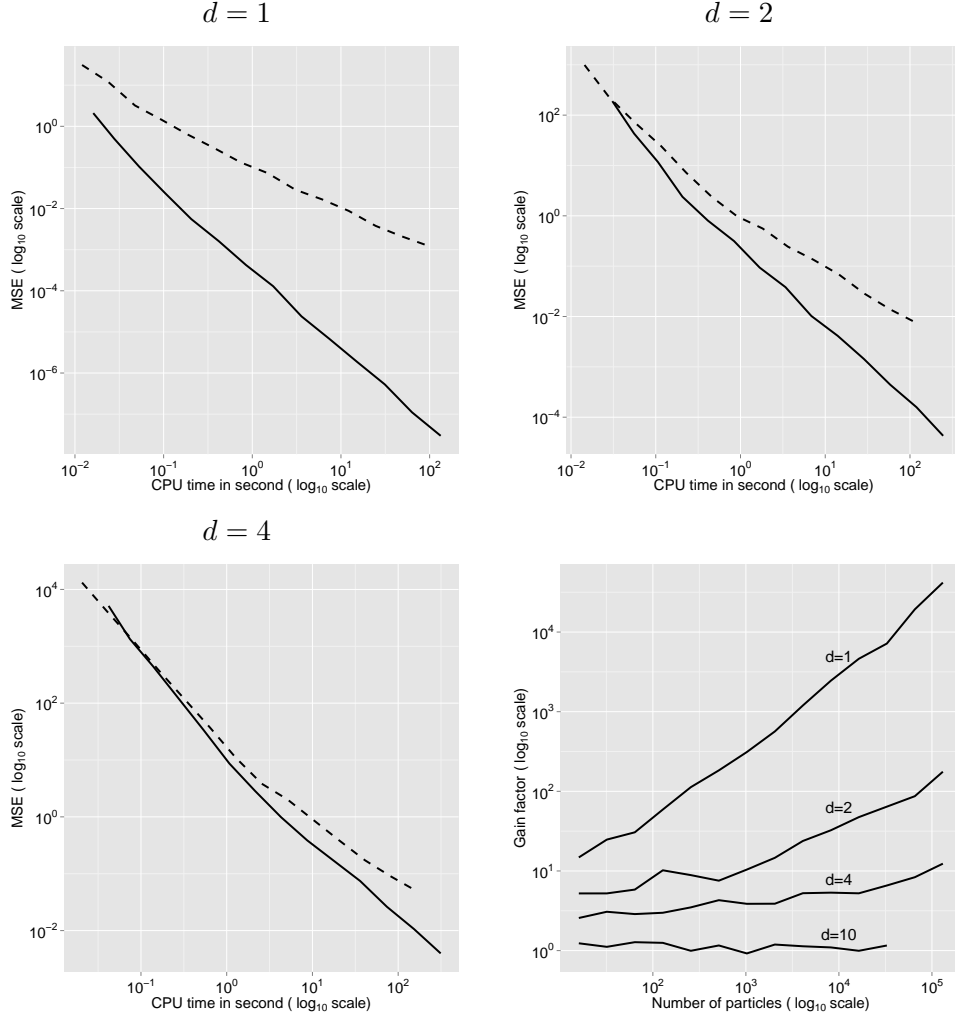 d = 1
MSE ( log10 scale)
10^0
10^−2
10^−4
10^−6
10^−2 10^−1 10^0 10^1 10^2
CPU time in second ( log10 scale)
d = 2
MSE ( log10 scale)
10^2
10^0
10^−2
10^−4
10^−2 10^−1 10^0 10^1 10^2
CPU time in second ( log10 scale)
d = 4
MSE ( log10 scale)
10^4
10^2
10^0
10^−2
10^−1 10^0 10^1 10^2
CPU time in second ( log10 scale)
Gain factor ( log10 scale)
10^4
10^3
10^2
10^1
10^0
d=1
d=2
d=4
d=10
10^2 10^3 10^4 10^5
Number of particles ( log10 scale)